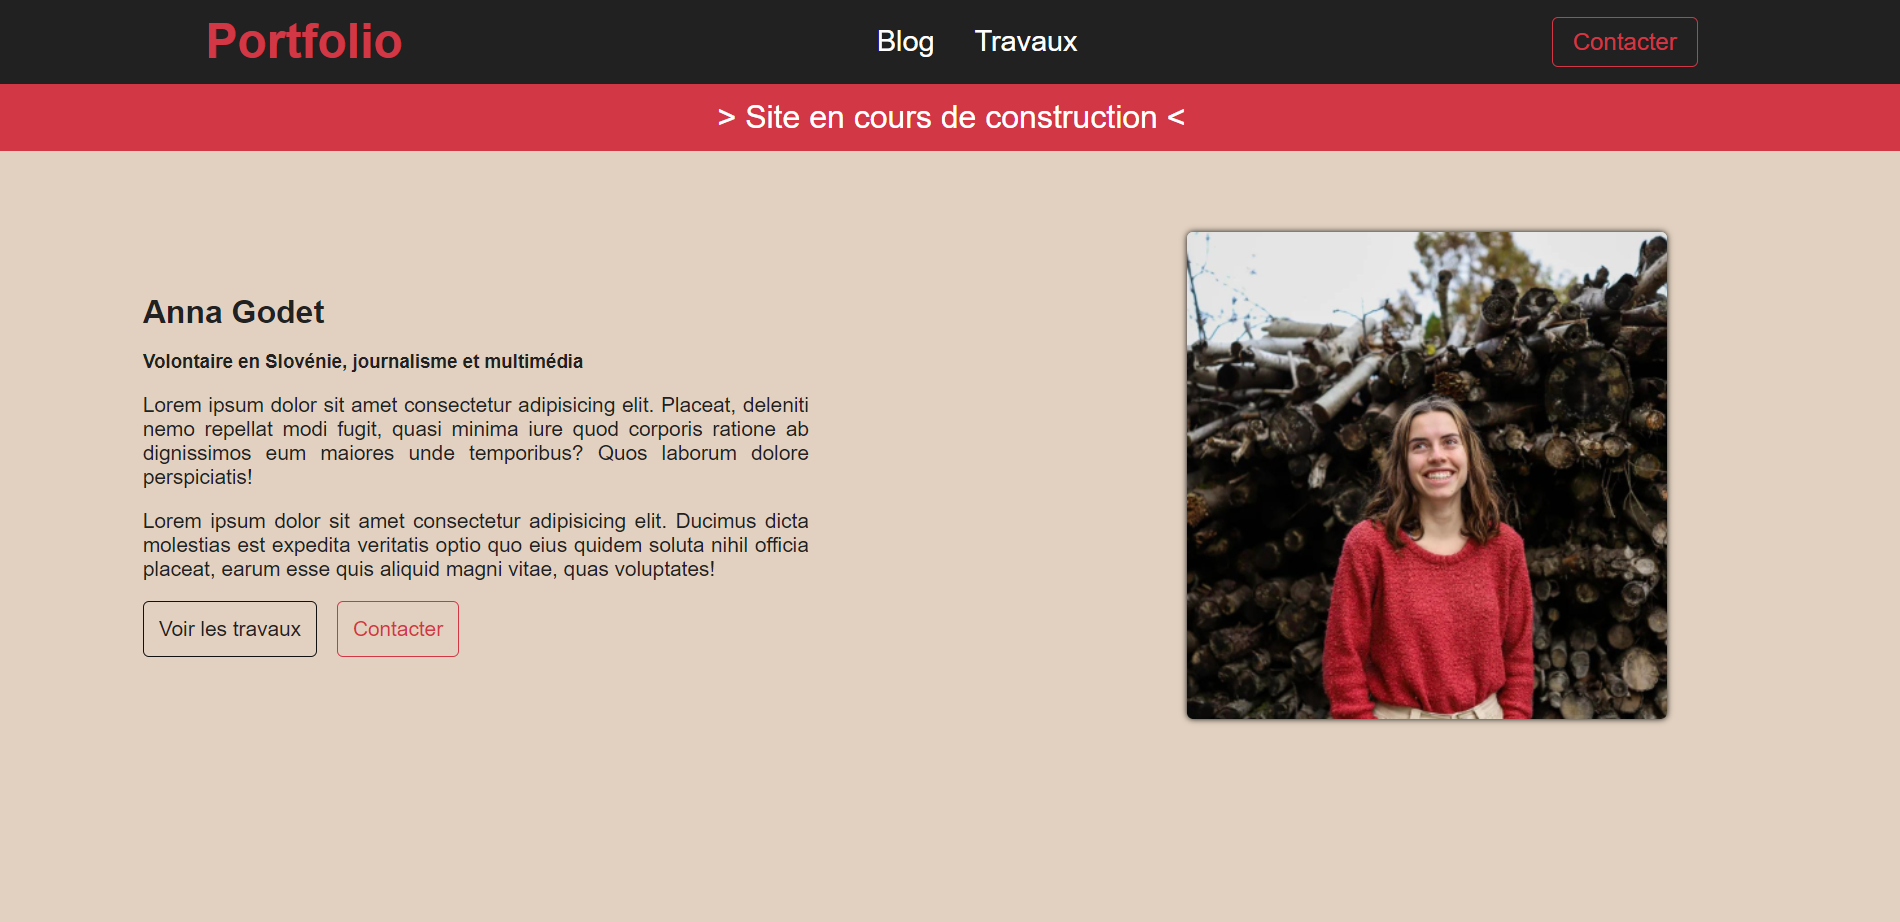 Portfolio
Blog
Travaux
Contacter
> Site en cours de construction <
Anna Godet
Volontaire en Slovénie, journalisme et multimédia
Lorem ipsum dolor sit amet consectetur adipisicing elit. Placeat, deleniti
nemo repellat modi fugit, quasi minima iure quod corporis ratione ab
dignissimos eum maiores unde temporibus? Quos laborum dolore
perspiciatis!
Lorem ipsum dolor sit amet consectetur adipisicing elit. Ducimus dicta
molestias est expedita veritatis optio quo eius quidem soluta nihil officia
placeat, earum esse quis aliquid magni vitae, quas voluptates!
Voir les travaux
Contacter